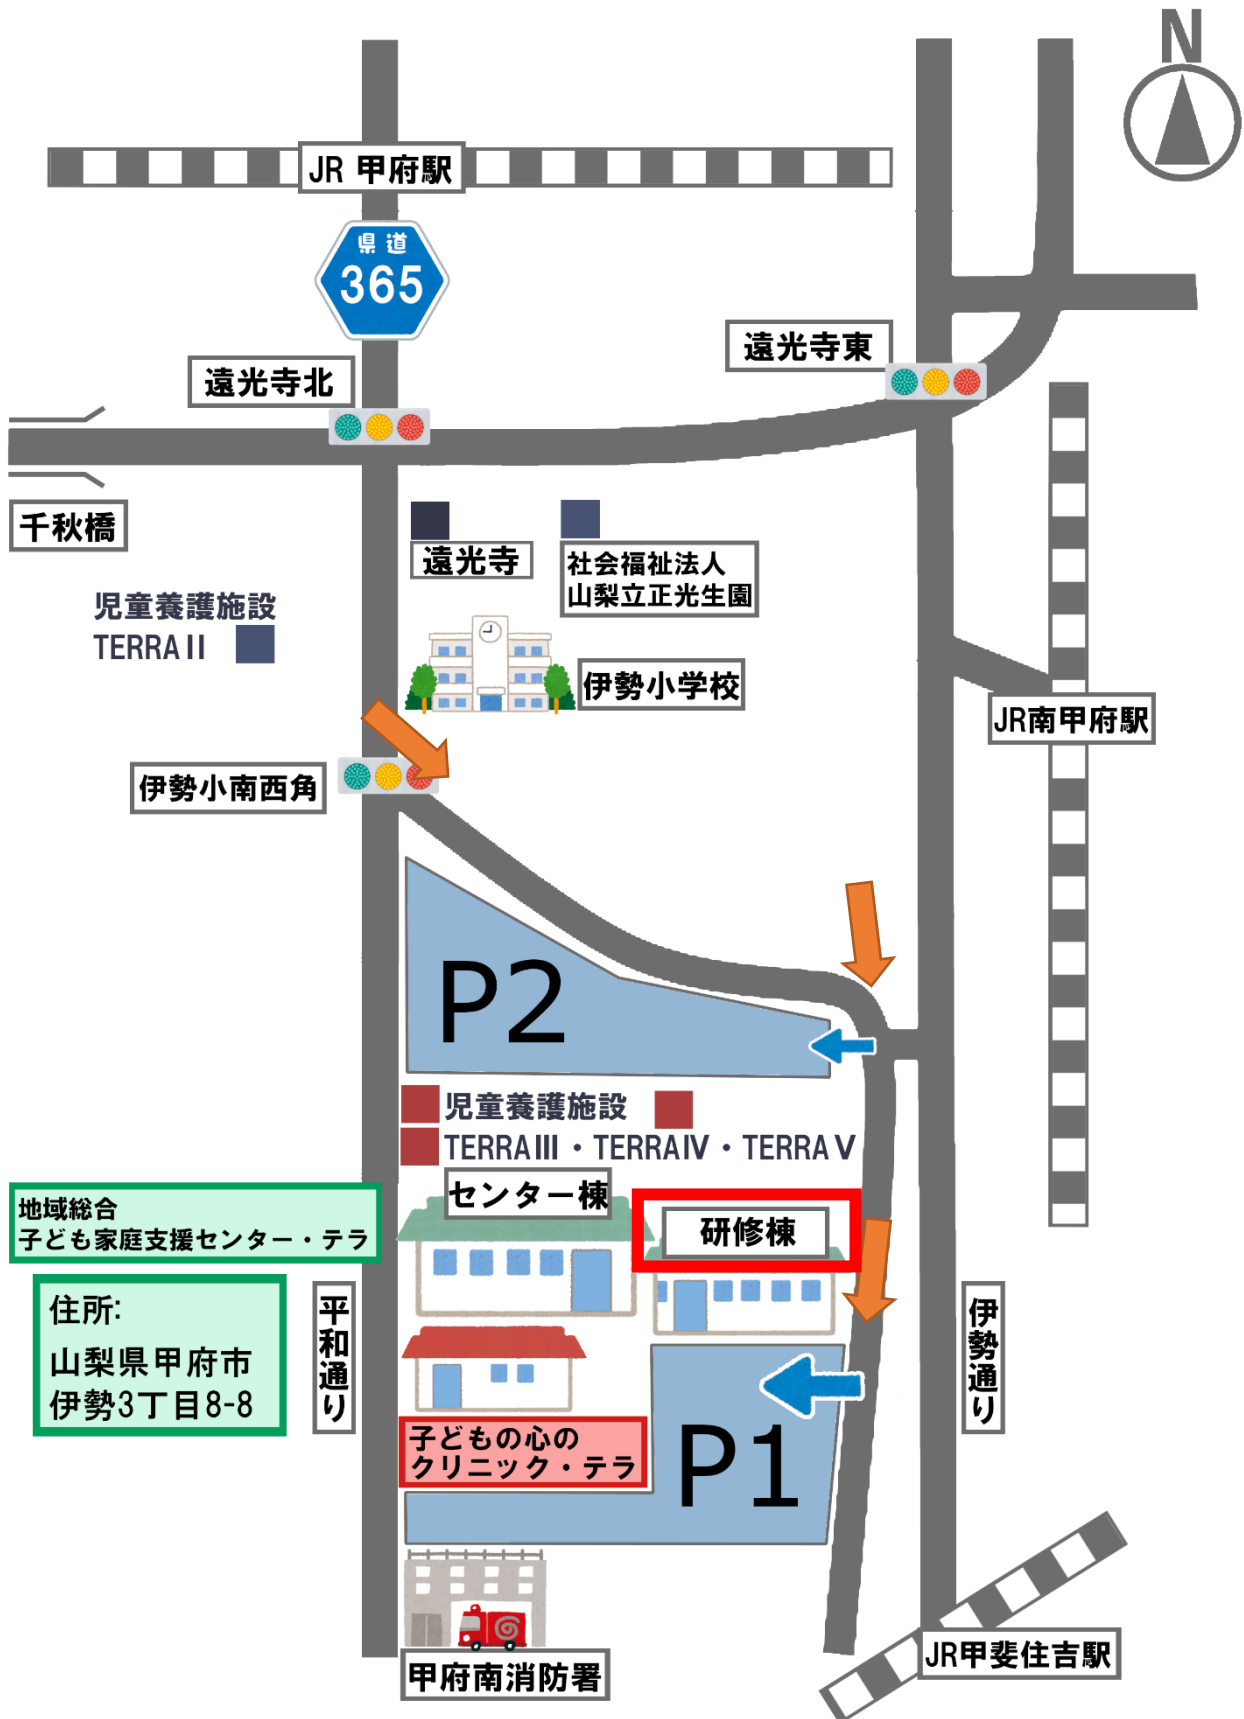 N
JR 甲府駅
県道
365
遠光寺東
遠光寺北
千秋橋
遠光寺
社会福祉法人
山梨立正光生園
児童養護施設
TERRAⅡ
伊勢小学校
JR南甲府駅
伊勢小南西角
P2
児童養護施設
TERRAⅢ・TERRAⅣ・TERRAⅤ
センター棟
地域総合
子ども家庭支援センター・テラ
研修棟
住所:
山梨県甲府市
伊勢3丁目8-8
平和通り
伊勢通り
子どもの心の
クリニック・テラ
P1
甲府南消防署
JR甲斐住吉駅